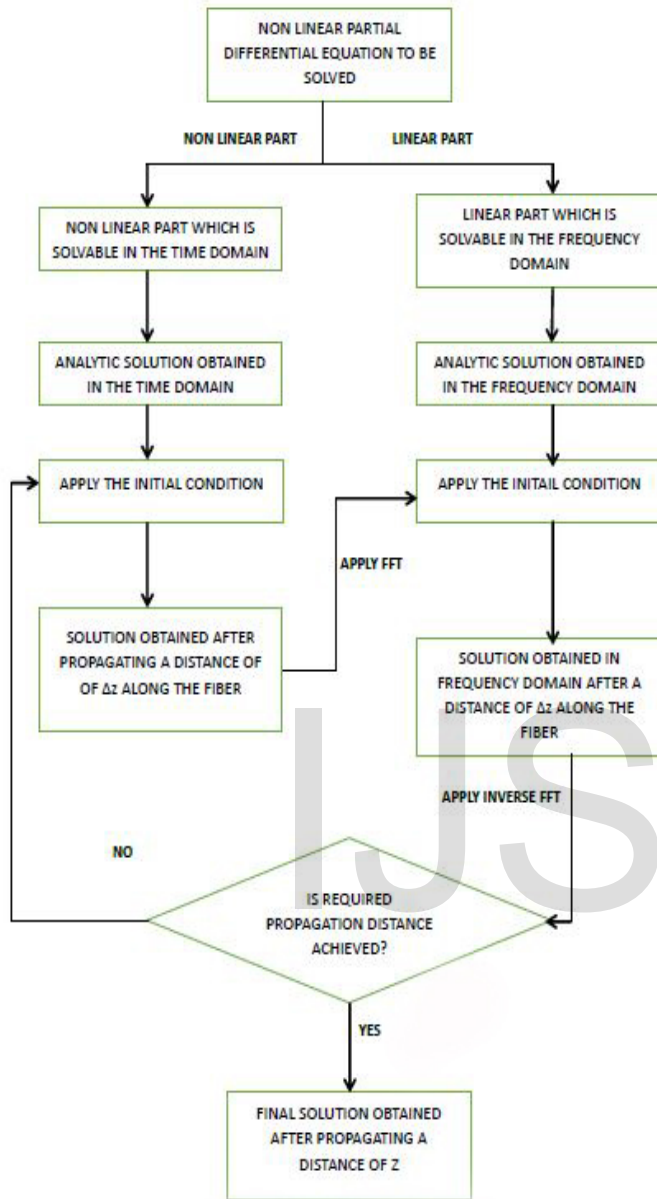 NON LINEAR PARTIAL
DIFFERENTIAL EQUATION TO BE
SOLVED
NON LINEAR PART
LINEAR PART
NON LINEAR PART WHICH IS
SOLVABLE IN THE TIME DOMAIN
LINEAR PART WHICH IS
SOLVABLE IN THE FREQUENCY
DOMAIN
ANALYTIC SOLUTION OBTAINED
IN THE TIME DOMAIN
ANALYTIC SOLUTION OBTAINED
IN THE FREQUENCY DOMAIN
APPLY THE INITIAL CONDITION
APPLY THE INITAIL CONDITION
APPLY FFT
SOLUTION OBTAINED AFTER
PROPAGATING A DISTANCE OF
OF Δz ALONG THE FIBER
SOLUTION OBTAINED IN
FREQUENCY DOMAIN AFTER A
DISTANCE OF Δz ALONG THE
FIBER
APPLY INVERSE FFT
IJS
NO
IS REQUIRED
PROPAGATION DISTANCE
ACHIEVED?
YES
FINAL SOLUTION OBTAINED
AFTER PROPAGATING A
DISTANCE OF Z